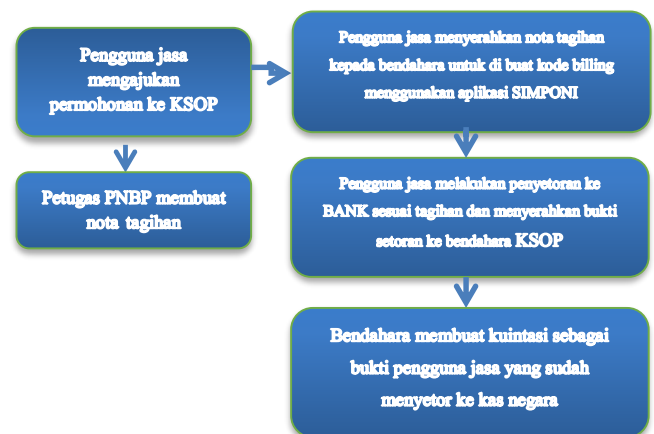 Pengguna jasa
mengajukan
permohonan ke KSOP
Petugas PNBP membuat
nota tagihan
Pengguna jasa menyerahkan nota tagihan
kepada bendahara untuk di buat kode billing
menggunakan aplikasi SIMPONI
Pengguna jasa melakukan penyetoran ke
BANK sesuai tagihan dan menyerahkan bukti
setoran ke bendahara KSOP
Bendahara membuat kuintasi sebagai
bukti pengguna jasa yang sudah
menyetor ke kas negara